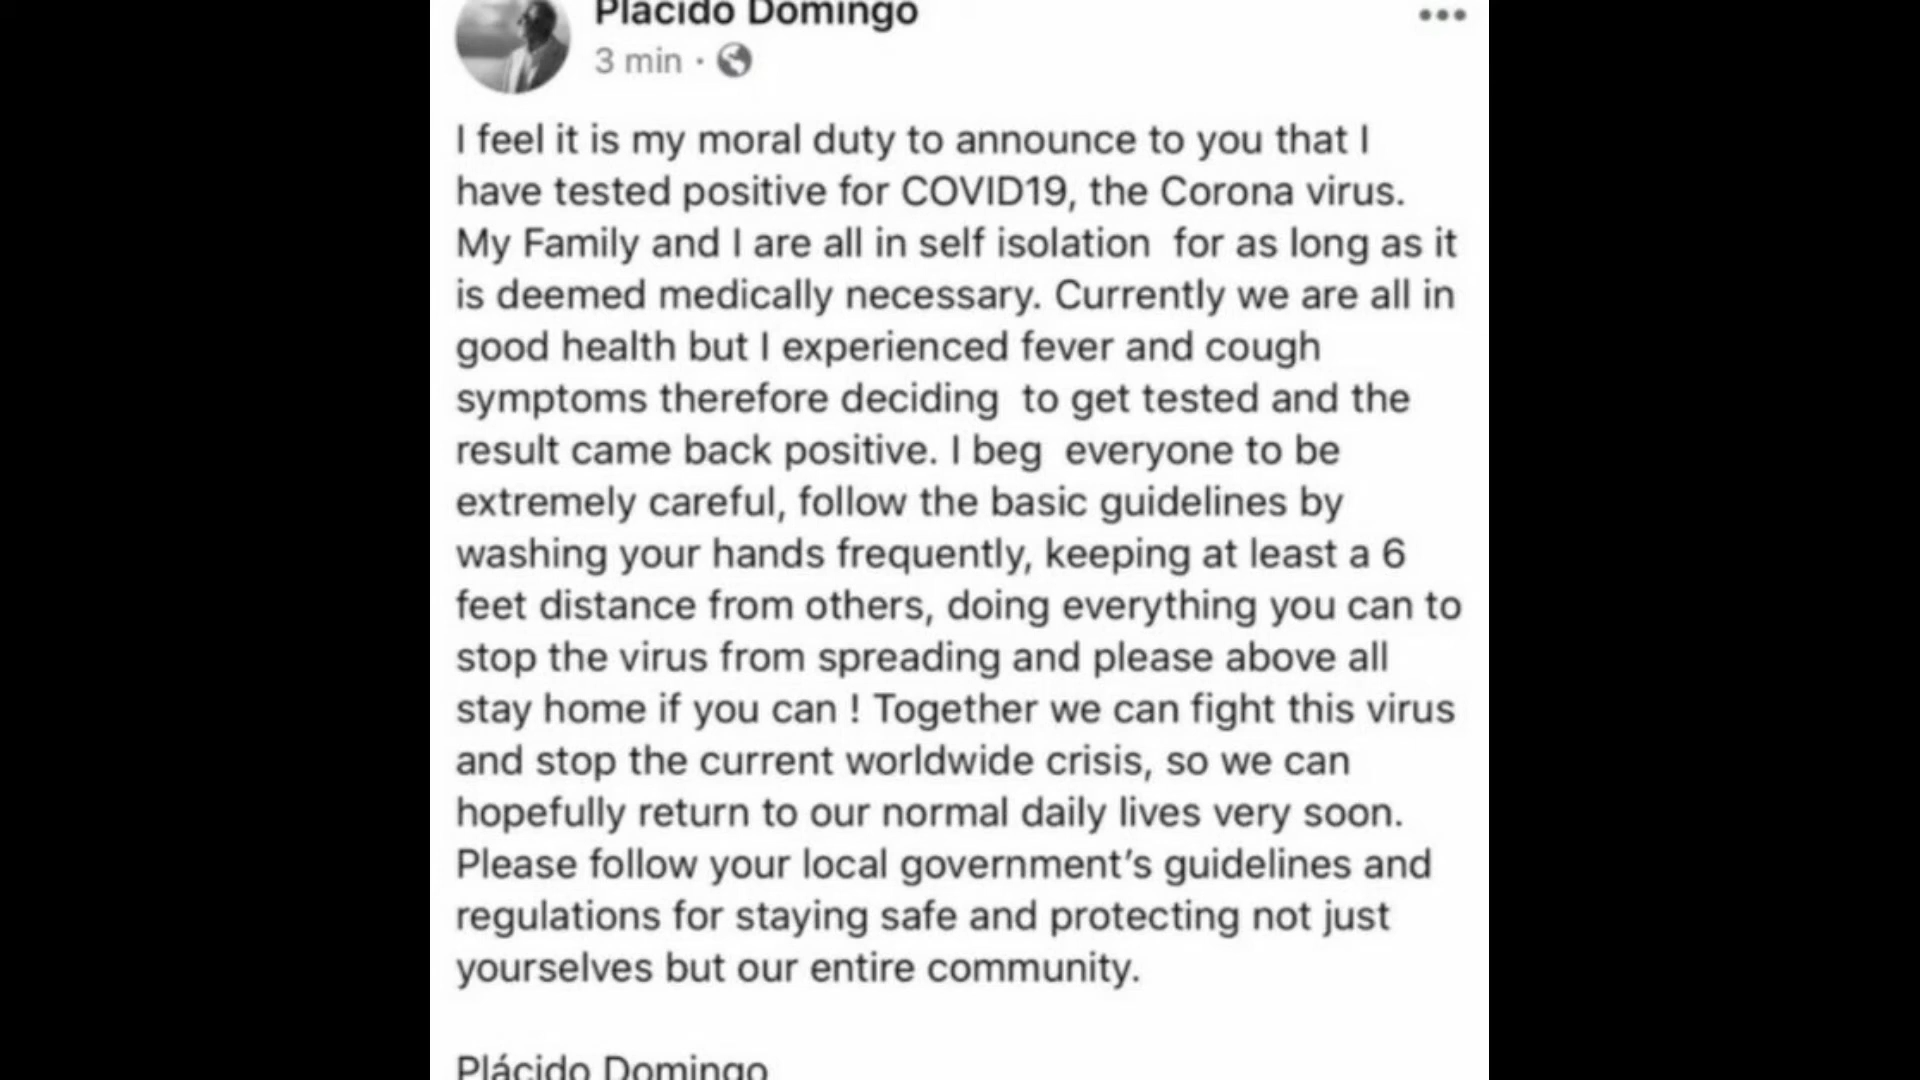 Plácido Domingo
3 min ·
I feel it is my moral duty to announce to you that I
have tested positive for COVID19, the Corona virus.
My Family and I are all in self isolation  for as long as it
is deemed medically necessary. Currently we are all in
good health but I experienced fever and cough
symptoms therefore deciding  to get tested and the
result came back positive. I beg  everyone to be
extremely careful, follow the basic guidelines by
washing your hands frequently, keeping at least a 6
feet distance from others, doing everything you can to
stop the virus from spreading and please above all
stay home if you can ! Together we can fight this virus
and stop the current worldwide crisis, so we can
hopefully return to our normal daily lives very soon.
Please follow your local government’s guidelines and
regulations for staying safe and protecting not just
yourselves but our entire community.
Plácido Domingo